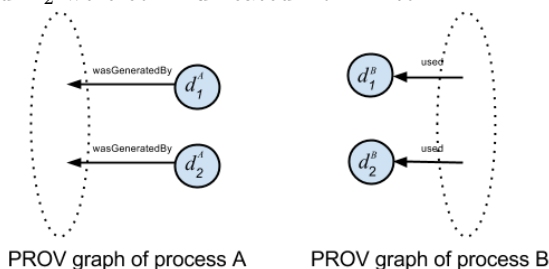 wasGeneratedBy
d₁ᴬ
wasGeneratedBy
d₂ᴬ
used
d₁ᴮ
used
d₂ᴮ
PROV graph of process A
PROV graph of process B